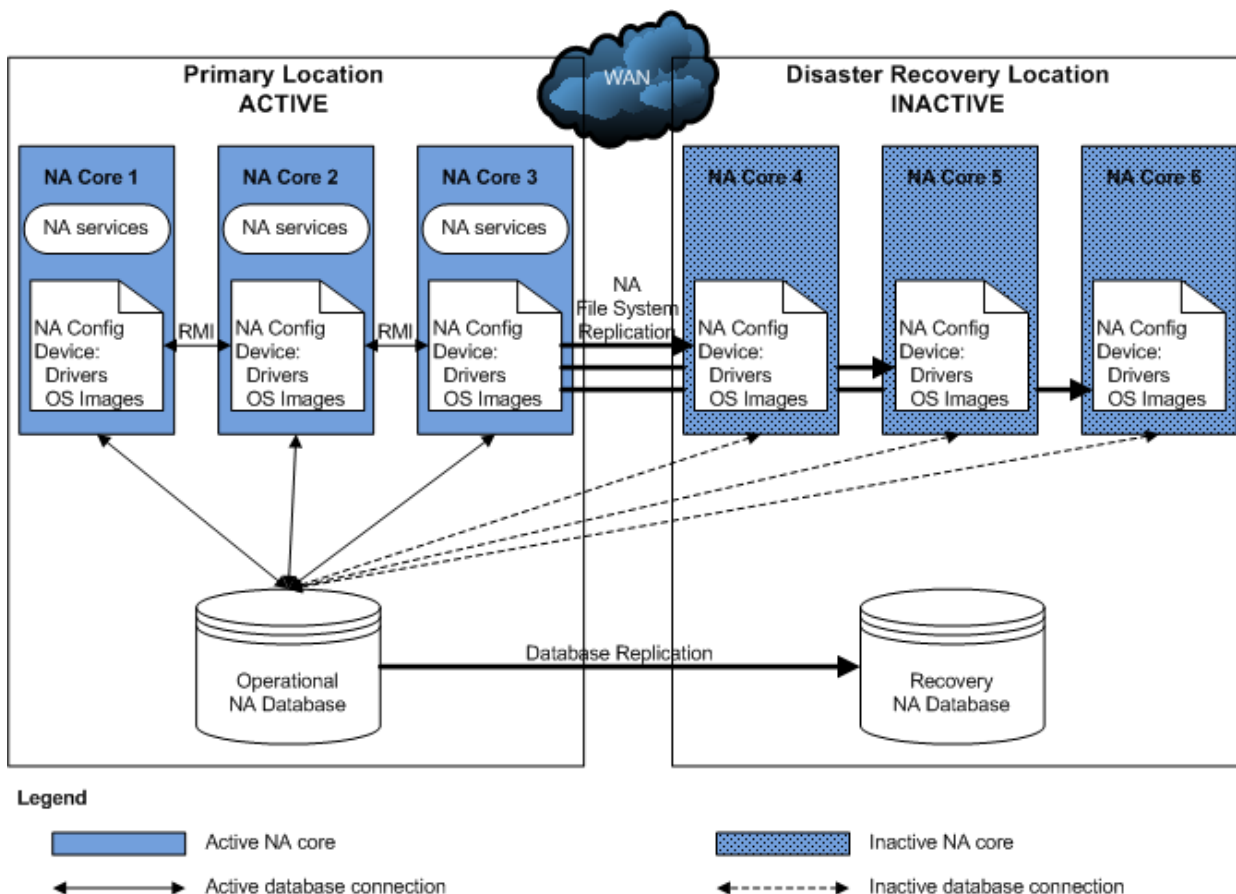 WAN
Primary Location
ACTIVE
Disaster Recovery Location
INACTIVE
NA Core 1
NA Core 2
NA Core 3
NA Core 4
NA Core 5
NA Core 6
NA services
NA services
NA services
NA
File System
Replication
NA Config
Device:
Drivers
OS Images
RMI
NA Config
Device:
Drivers
OS Images
RMI
NA Config
Device:
Drivers
OS Images
NA Config
Device:
Drivers
OS Images
NA Config
Device:
Drivers
OS Images
NA Config
Device:
Drivers
OS Images
Operational
NA Database
Database Replication
Recovery
NA Database
Legend
Active NA core
Inactive NA core
Active database connection
Inactive database connection